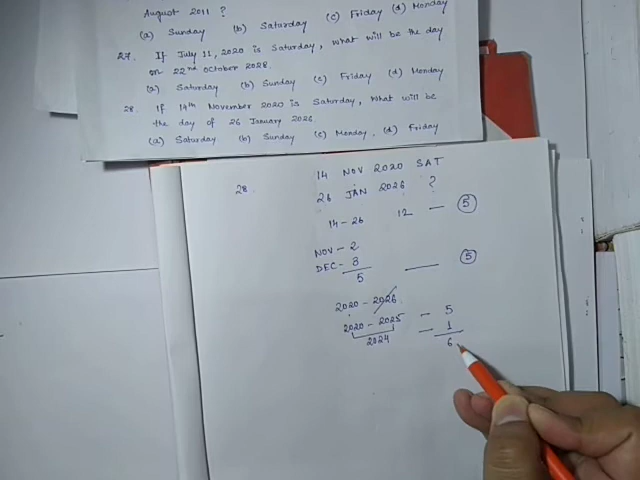 August 2011 ?
(a) Sunday (b) Saturday (c) Friday (d) Monday
27. If July 11, 2020 is Saturday, what will be the day
on 22nd October 2028.
(a) Saturday (b) Sunday (c) Friday (d) Monday
28. If 14th November 2020 is Saturday, What will be
the day of 26 January 2026
(a) Saturday (b) Sunday (c) Monday, (d) Friday
28. 14 NOV 2020 SAT
26 JAN 2026 ?
14 - 26 12 — 5
NOV - 2
DEC - 3
5 — 5
2020 - 2026
2020 - 2025 - 5
2024 - 1
6